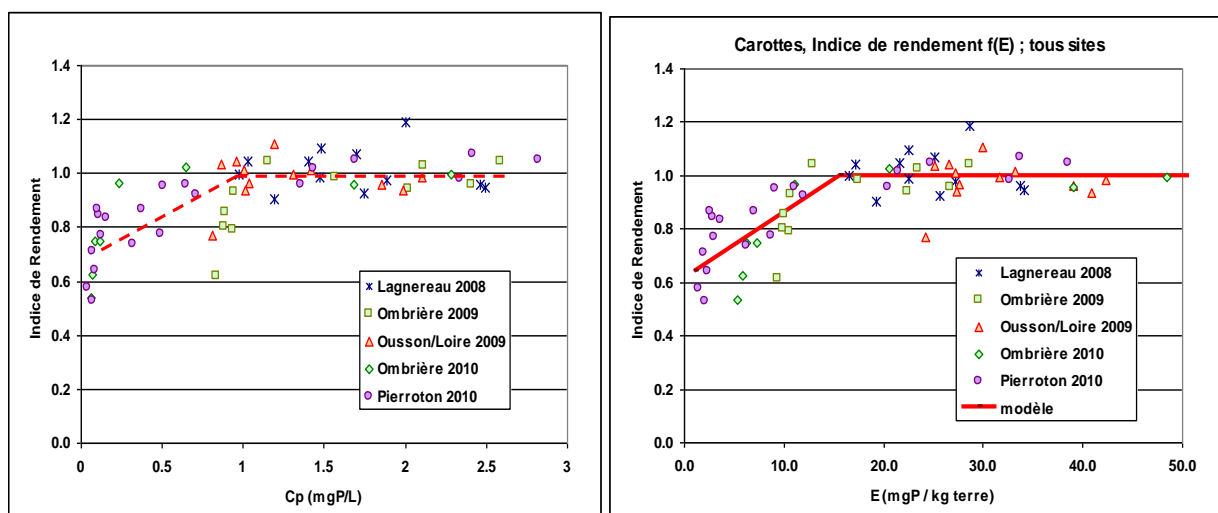 1.4
1.2
1.0
0.8
0.6
0.4
0.2
0.0
Indice de Rendement
0 0.5 1 1.5 2 2.5 3
Cp (mgP/L)
Lagnereau 2008
Ombrière 2009
Ousson/Loire 2009
Ombrière 2010
Pierroton 2010
Carottes, Indice de rendement f(E) ; tous sites
1.4
1.2
1.0
0.8
0.6
0.4
0.2
0.0
Indice de Rendement
0.0 10.0 20.0 30.0 40.0 50.0
E (mgP / kg terre)
Lagnereau 2008
Ombrière 2009
Ousson/Loire 2009
Ombrière 2010
Pierroton 2010
modèle